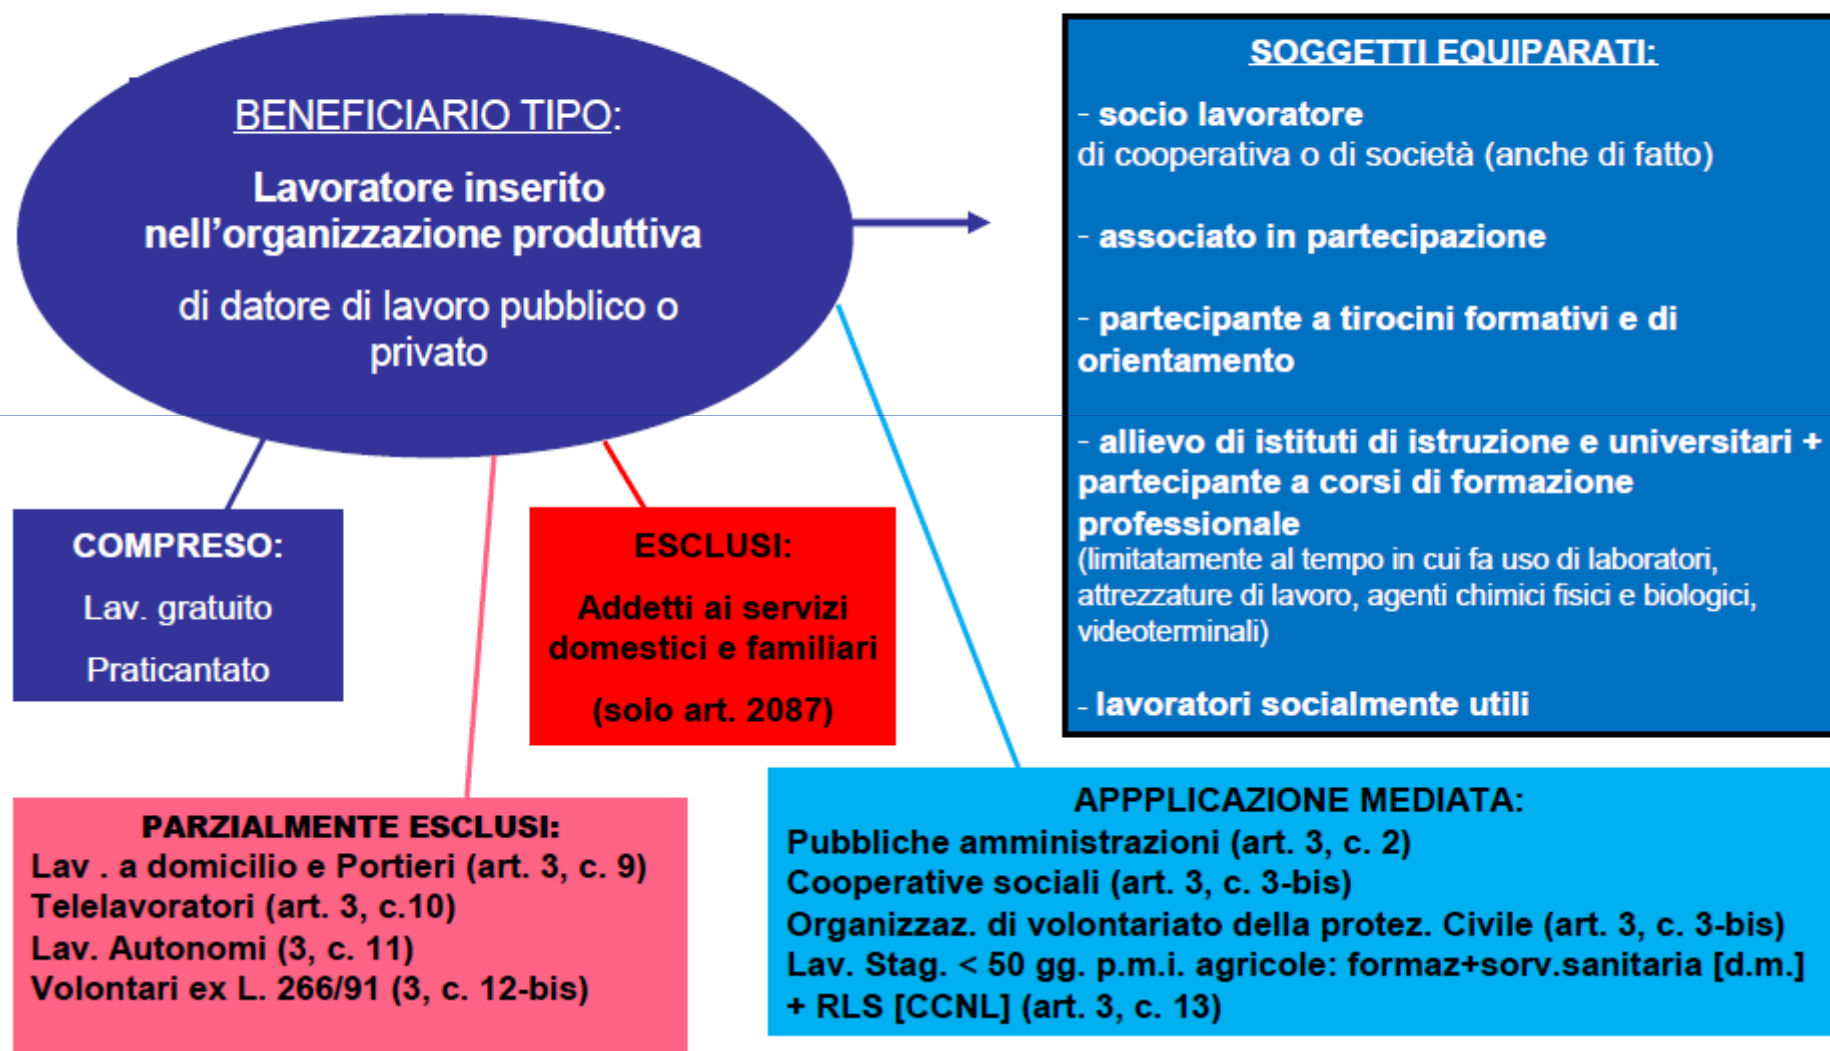 BENEFICIARIO TIPO:
Lavoratore inserito
nell'organizzazione produttiva
di datore di lavoro pubblico o
privato
SOGGETTI EQUIPARATI:
- socio lavoratore
di cooperativa o di società (anche di fatto)
- associato in partecipazione
- partecipante a tirocini formativi e di
orientamento
- allievo di istituti di istruzione e universitari +
partecipante a corsi di formazione
professionale
(limitatamente al tempo in cui fa uso di laboratori,
attrezzature di lavoro, agenti chimici fisici e biologici,
videoterminali)
- lavoratori socialmente utili
COMPRESO:
Lav. gratuito
Praticantato
ESCLUSI:
Addetti ai servizi
domestici e familiari
(solo art. 2087)
PARZIALMENTE ESCLUSI:
Lav . a domicilio e Portieri (art. 3, c. 9)
Telelavoratori (art. 3, c.10)
Lav. Autonomi (3, c. 11)
Volontari ex L. 266/91 (3, c. 12-bis)
APPPLICAZIONE MEDIATA:
Pubbliche amministrazioni (art. 3, c. 2)
Cooperative sociali (art. 3, c. 3-bis)
Organizzaz. di volontariato della protez. Civile (art. 3, c. 3-bis)
Lav. Stag. < 50 gg. p.m.i. agricole: formaz+sorv.sanitaria [d.m.]
+ RLS [CCNL] (art. 3, c. 13)